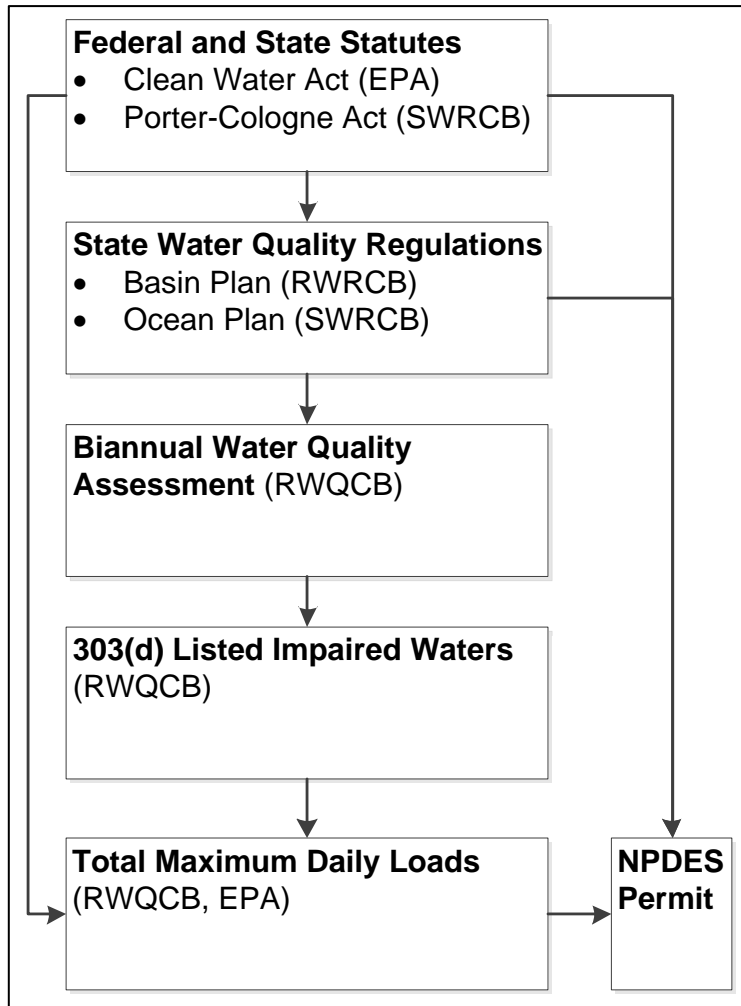 Federal and State Statutes
• Clean Water Act (EPA)
• Porter-Cologne Act (SWRCB)
State Water Quality Regulations
• Basin Plan (RWRCB)
• Ocean Plan (SWRCB)
Biannual Water Quality
Assessment (RWQCB)
303(d) Listed Impaired Waters
(RWQCB)
Total Maximum Daily Loads
(RWQCB, EPA)
NPDES
Permit